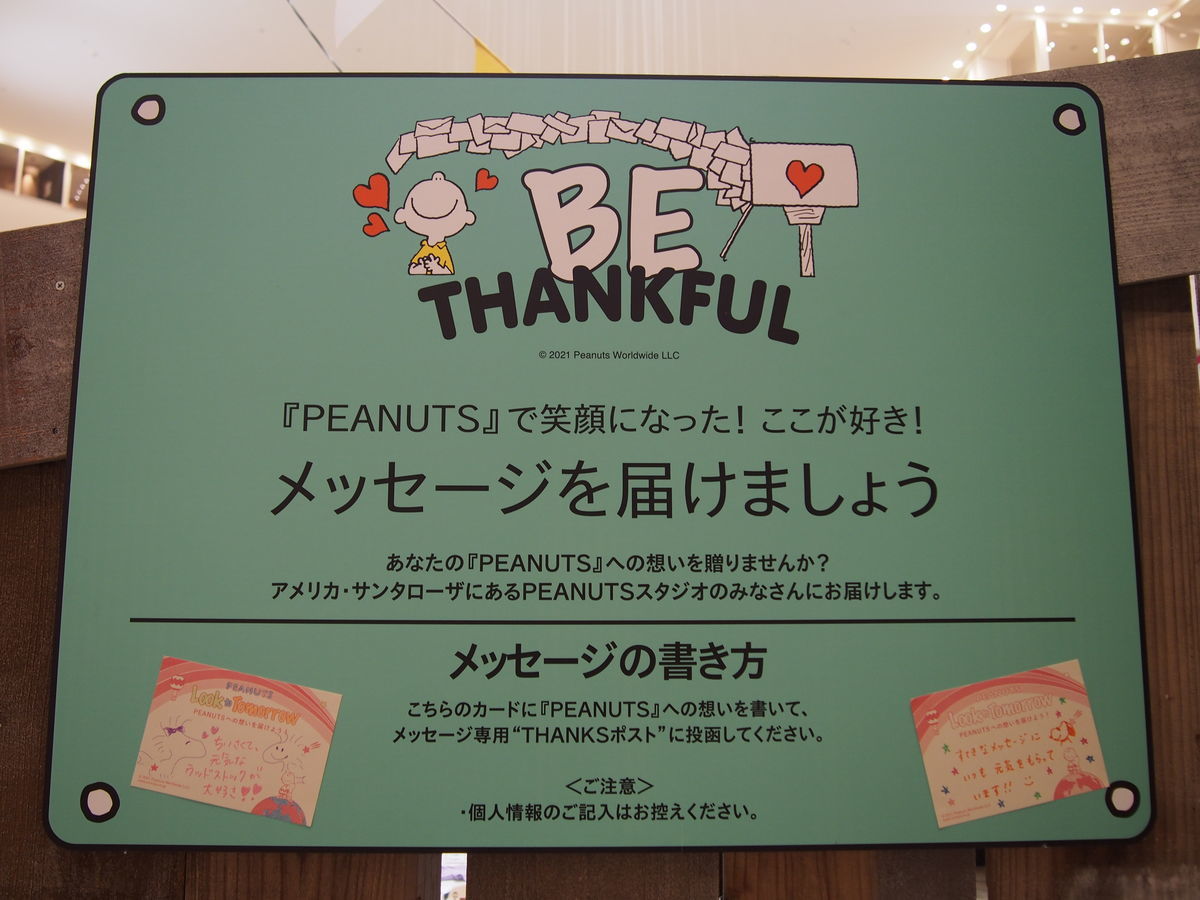 BE
THANKFUL
© 2021 Peanuts Worldwide LLC
『PEANUTS』で笑顔になった! ここが好き!
メッセージを届けましょう
あなたの『PEANUTS』への想いを贈りませんか?
アメリカ・サンタローザにあるPEANUTSスタジオのみなさんにお届けします。
メッセージの書き方
こちらのカードに『PEANUTS』への想いを書いて、
メッセージ専用“THANKSポスト”に投函してください。
<ご注意>
・個人情報のご記入はお控えください。
PEANUTS
Look to Tomorrow
PEANUTSへの想いを届けよう!
ちいさくて、
元気な
ウッドストックが
大好き!!
PEANUTS
Look to Tomorrow
PEANUTSへの想いを届けよう!
すてきなメッセージに
いつも元気をもらって
います!!